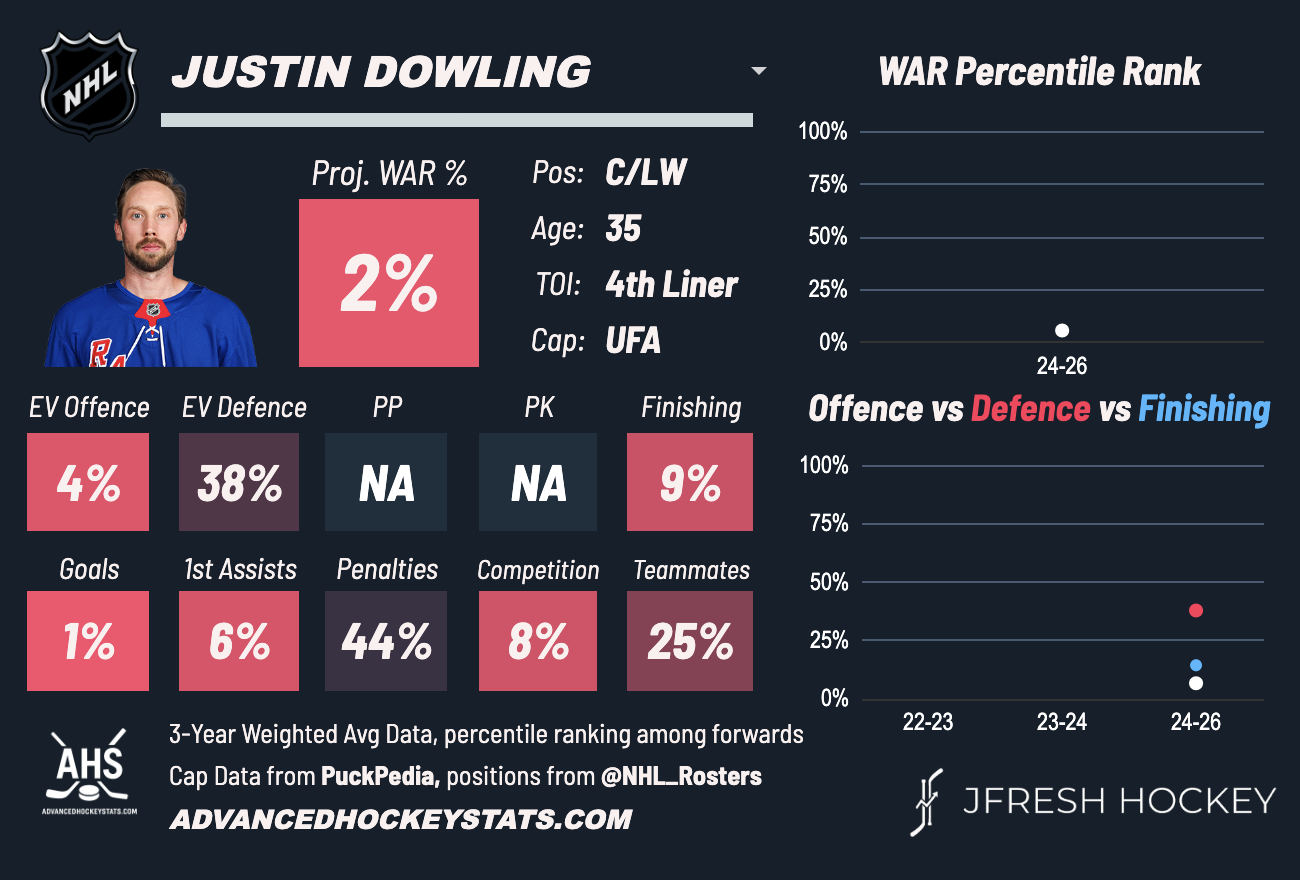 NHL
JUSTIN DOWLING
Proj. WAR %
2%
Pos: C/LW
Age: 35
TOI: 4th Liner
Cap: UFA
RA
EV Offence EV Defence PP PK Finishing
4% 38% NA NA 9%
Goals 1st Assists Penalties Competition Teammates
1% 6% 44% 8% 25%
WAR Percentile Rank
100%
75%
50%
25%
0%
24-26
Offence vs Defence vs Finishing
100%
75%
50%
25%
0%
22-23 23-24 24-26
AHS
ADVANCEDHOCKEYSTATS.COM
3-Year Weighted Avg Data, percentile ranking among forwards
Cap Data from PuckPedia, positions from @NHL_Rosters
ADVANCEDHOCKEYSTATS.COM
JFRESH HOCKEY